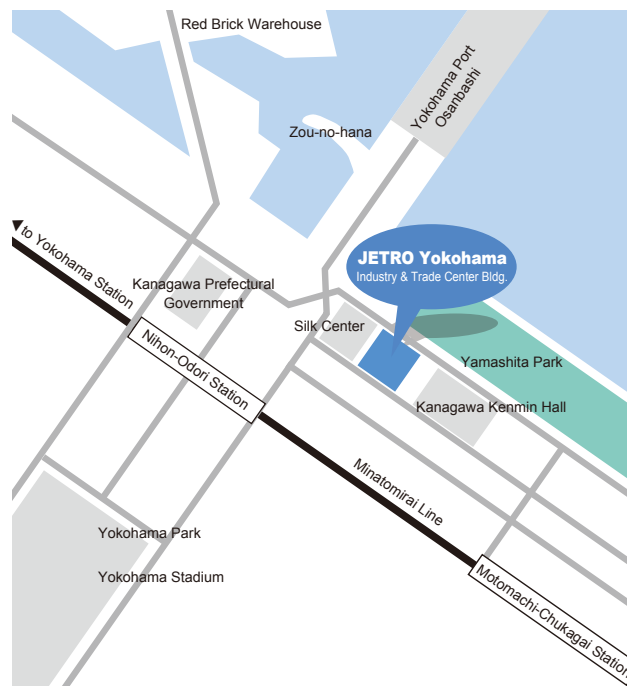 Red Brick Warehouse
Yokohama Port
Osanbashi
Zou-no-hana
◀ to Yokohama Station
JETRO Yokohama
Industry & Trade Center Bldg.
Kanagawa Prefectural
Government
Silk Center
Nihon-Odori Station
Yamashita Park
Kanagawa Kenmin Hall
Minatomirai Line
Yokohama Park
Yokohama Stadium
Motomachi-Chukagai Station